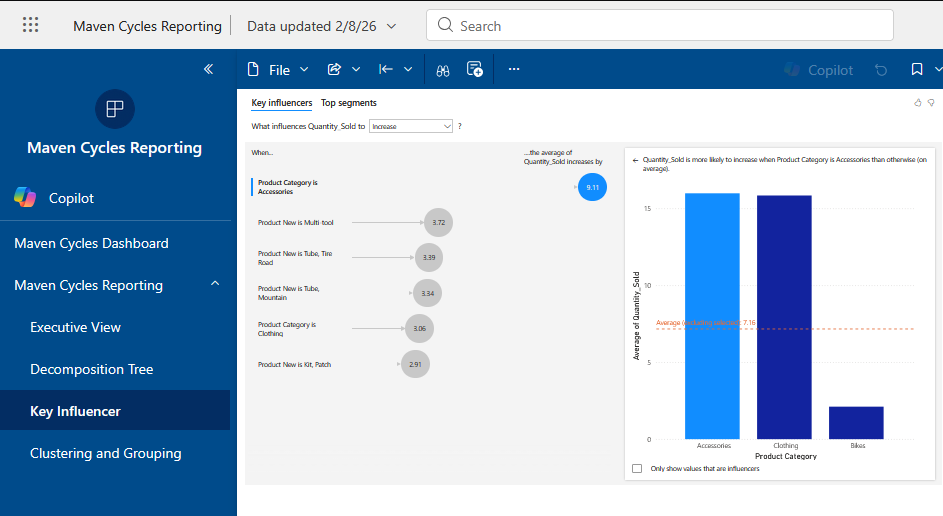 Maven Cycles Reporting
Data updated 2/8/26
Search
File
...
Copilot
Maven Cycles Reporting
Copilot
Maven Cycles Dashboard
Maven Cycles Reporting
Executive View
Decomposition Tree
Key Influencer
Clustering and Grouping
Key influencers Top segments
What influences Quantity_Sold to Increase ?
When...
....the average of
Quantity_Sold increases by
Product Category is
Accessories
9.11
Product New is Multi-tool
3.72
Product New is Tube, Tire
Road
3.39
Product New is Tube,
Mountain
3.34
Product Category is
Clothing
3.06
Product New is Kit, Patch
2.91
Quantity_Sold is more likely to increase when Product Category is Accessories than otherwise (on
average).
Average of Quantity_Sold
15
10
5
0
Average (excluding selected): 7.16
Accessories
Clothing
Bikes
Product Category
Only show values that are influencers